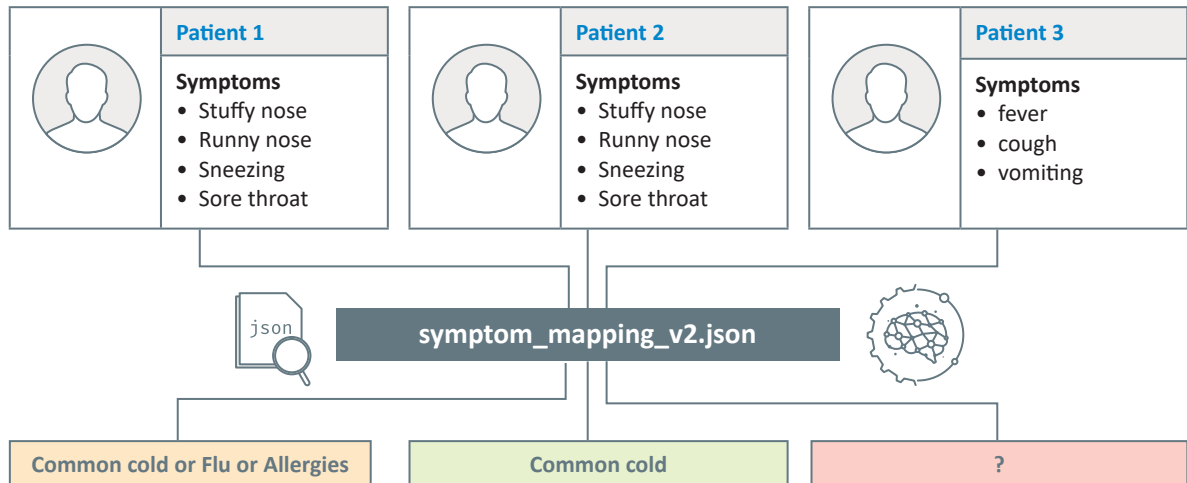 Patient 1
Symptoms
• Stuffy nose
• Runny nose
• Sneezing
• Sore throat
Patient 2
Symptoms
• Stuffy nose
• Runny nose
• Sneezing
• Sore throat
Patient 3
Symptoms
• fever
• cough
• vomiting
json
symptom_mapping_v2.json
Common cold or Flu or Allergies
Common cold
?